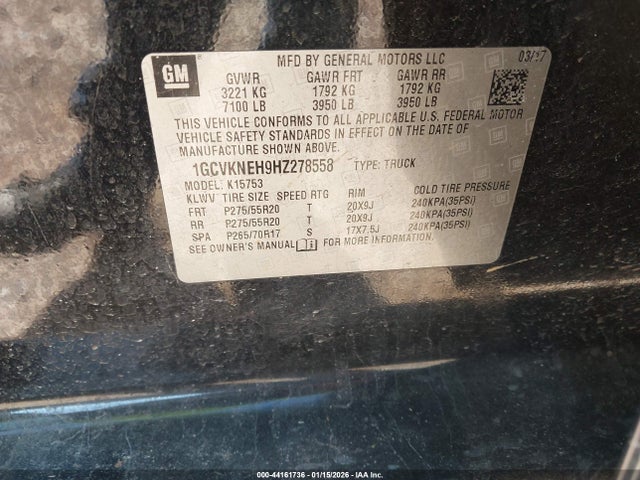 GM
MFD BY GENERAL MOTORS LLC 03/17
GVWR GAWR FRT GAWR RR
3221 KG 1792 KG 1792 KG
7100 LB 3950 LB 3950 LB
THIS VEHICLE CONFORMS TO ALL APPLICABLE U.S. FEDERAL MOTOR
VEHICLE SAFETY STANDARDS IN EFFECT ON THE DATE OF
MANUFACTURE SHOWN ABOVE.
1GCVKNEH9HZ278558 TYPE: TRUCK
MODEL: K15753
KLWV TIRE SIZE SPEED RTG RIM COLD TIRE PRESSURE
FRT P275/55R20 T 20X9J 240KPA(35PSI)
RR P275/55R20 T 20X9J 240KPA(35PSI)
SPA P265/70R17 S 17X7.5J 240KPA(35PSI)
SEE OWNER'S MANUAL FOR MORE INFORMATION.
000-44161736 - 01/15/2026 - IAA Inc.